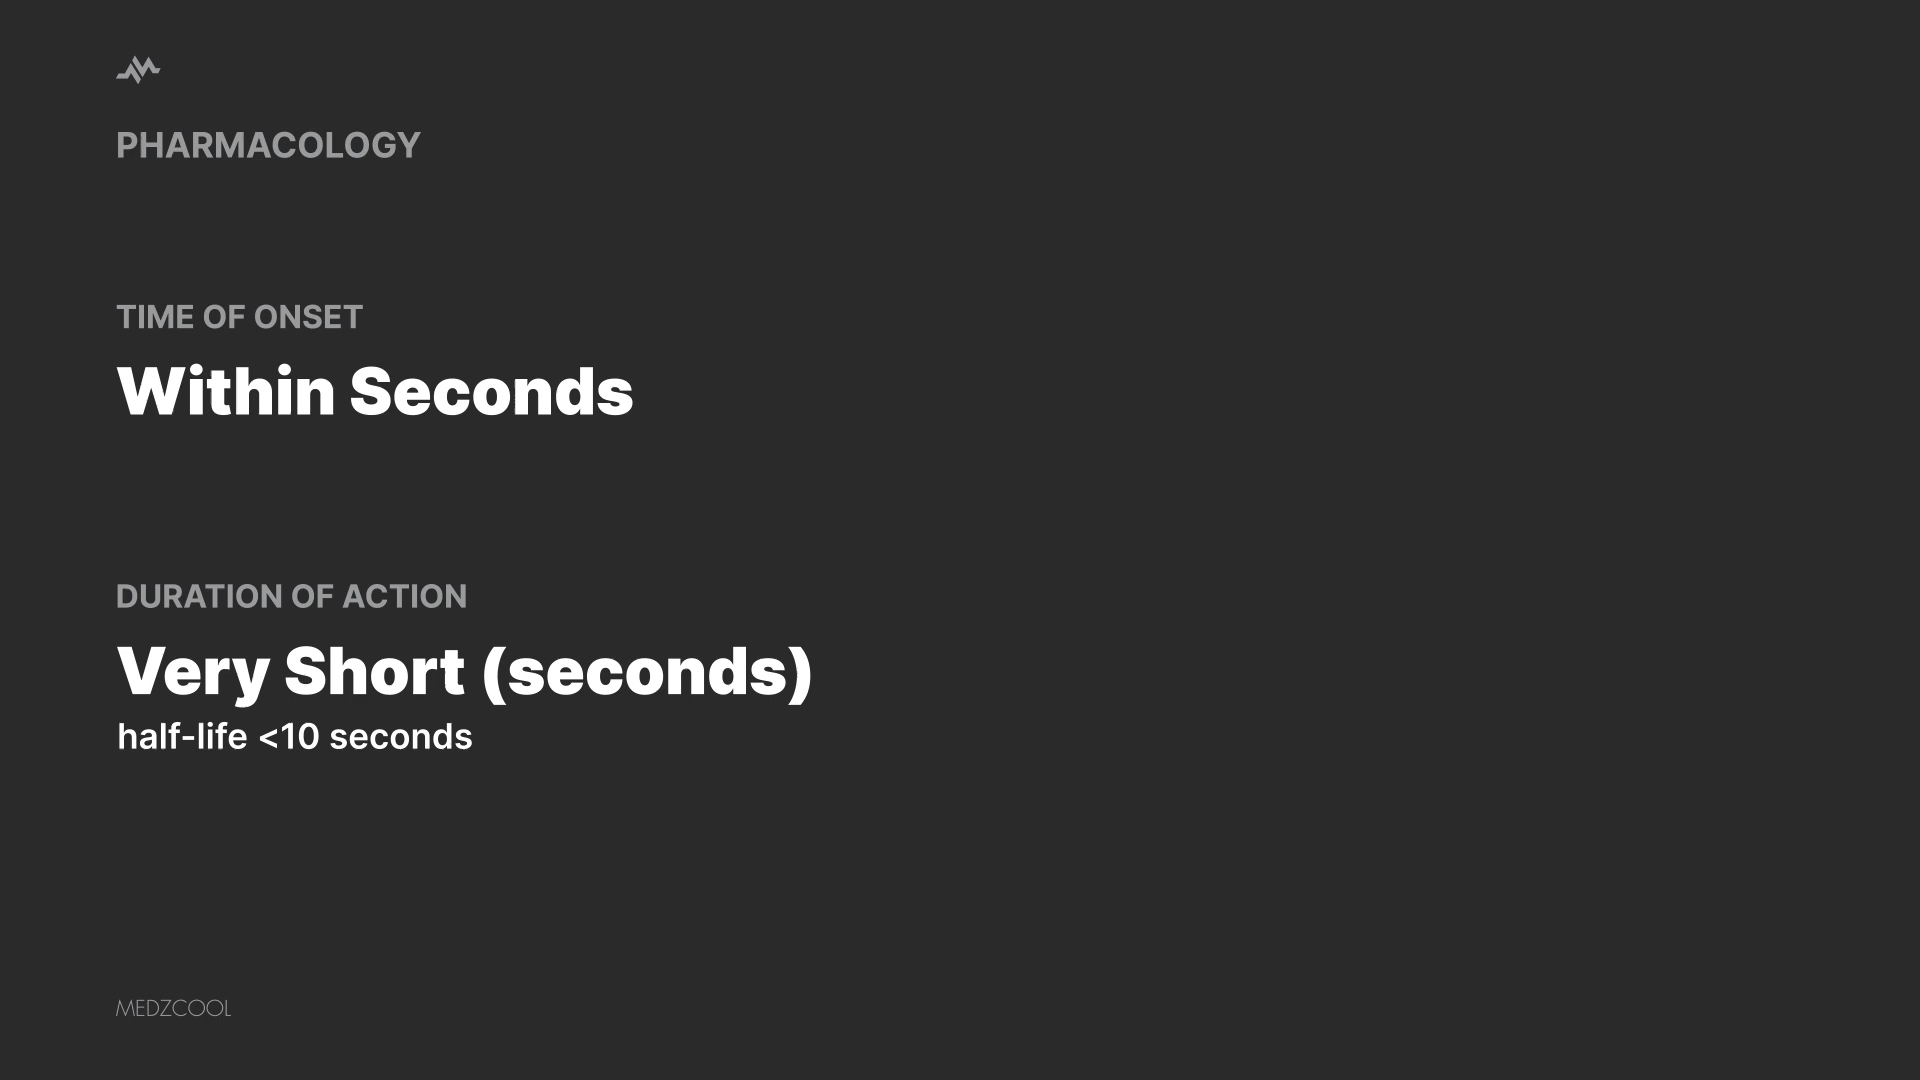 PHARMACOLOGY
TIME OF ONSET
Within Seconds
DURATION OF ACTION
Very Short (seconds)
half-life <10 seconds
MEDZCOOL